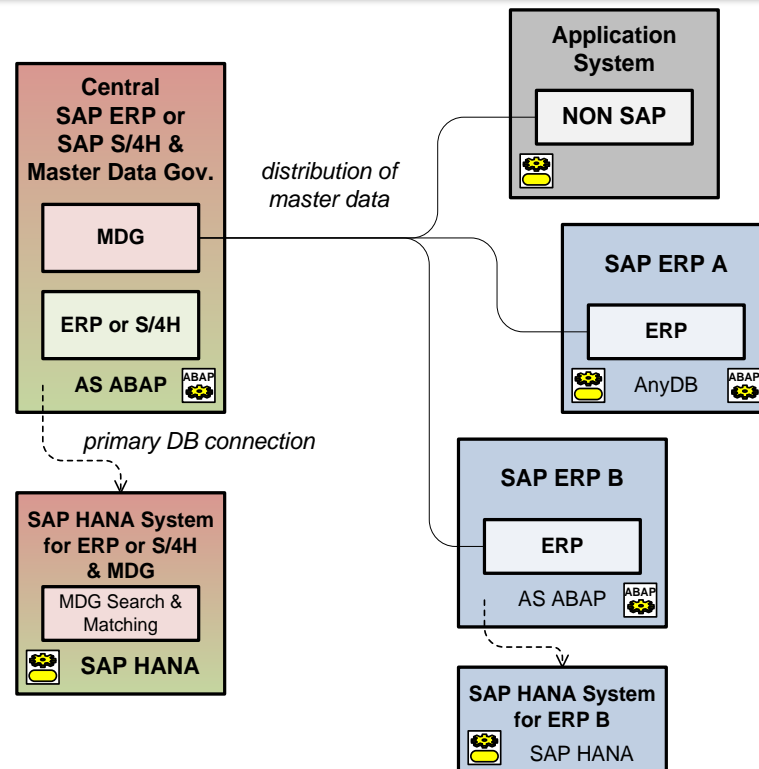 Central
SAP ERP or
SAP S/4H &
Master Data Gov.
MDG
ERP or S/4H
AS ABAP
ABAP
primary DB connection
SAP HANA System
for ERP or S/4H
& MDG
MDG Search &
Matching
SAP HANA
distribution of
master data
Application
System
NON SAP
SAP ERP A
ERP
AnyDB
ABAP
SAP ERP B
ERP
AS ABAP
ABAP
SAP HANA System
for ERP B
SAP HANA